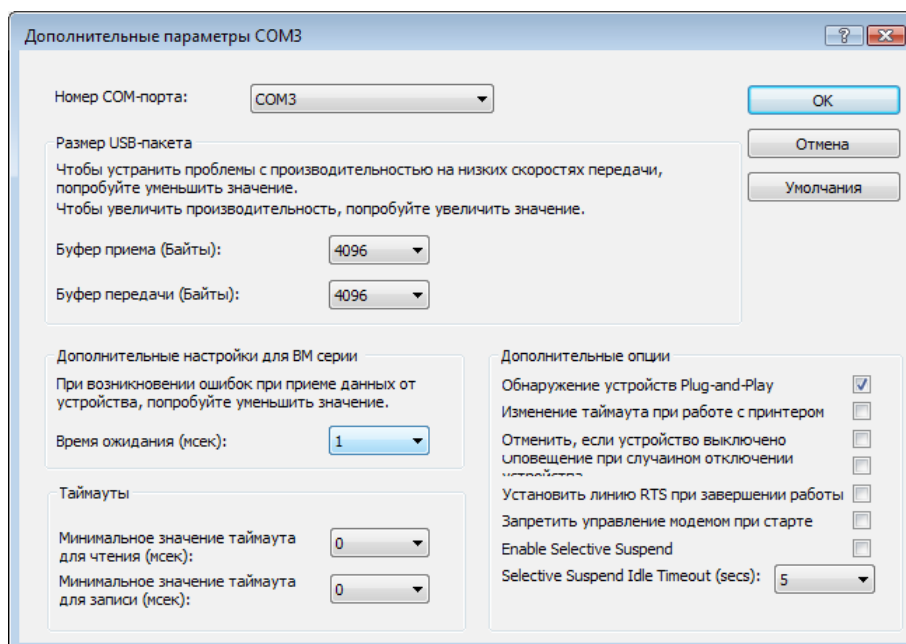 Дополнительные параметры COM3
Номер COM-порта:
COM3
OK
Размер USB-пакета
Отмена
Чтобы устранить проблемы с производительностью на низких скоростях передачи,
попробуйте уменьшить значение.
Умолчания
Чтобы увеличить производительность, попробуйте увеличить значение.
Буфер приема (Байты):
4096
Буфер передачи (Байты):
4096
Дополнительные настройки для BM серии
При возникновении ошибок при приеме данных от
устройства, попробуйте уменьшить значение.
Время ожидания (мсек):
1
Таймауты
Минимальное значение таймаута
для чтения (мсек):
0
Минимальное значение таймаута
для записи (мсек):
0
Дополнительные опции
Обнаружение устройств Plug-and-Play
Изменение таймаута при работе с принтером
Отменить, если устройство выключено
Оповещение при случайном отключении
устройства
Установить линию RTS при завершении работы
Запретить управление модемом при старте
Enable Selective Suspend
Selective Suspend Idle Timeout (secs):
5